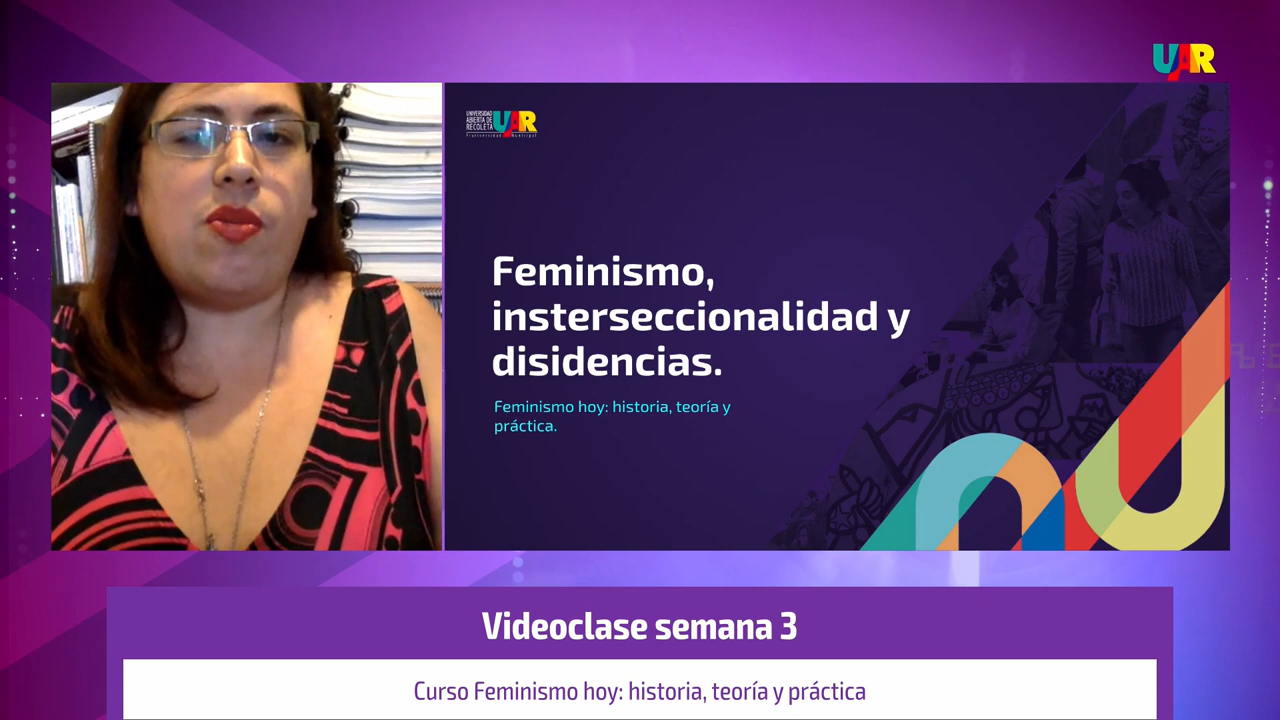 UAR
UNIVERSIDAD
ABIERTA DE
RECOLETA
UAR
Feminismo,
insterseccionalidad y
disidencias.
Feminismo hoy: historia, teoría y
práctica.
Videoclase semana 3
Curso Feminismo hoy: historia, teoría y práctica